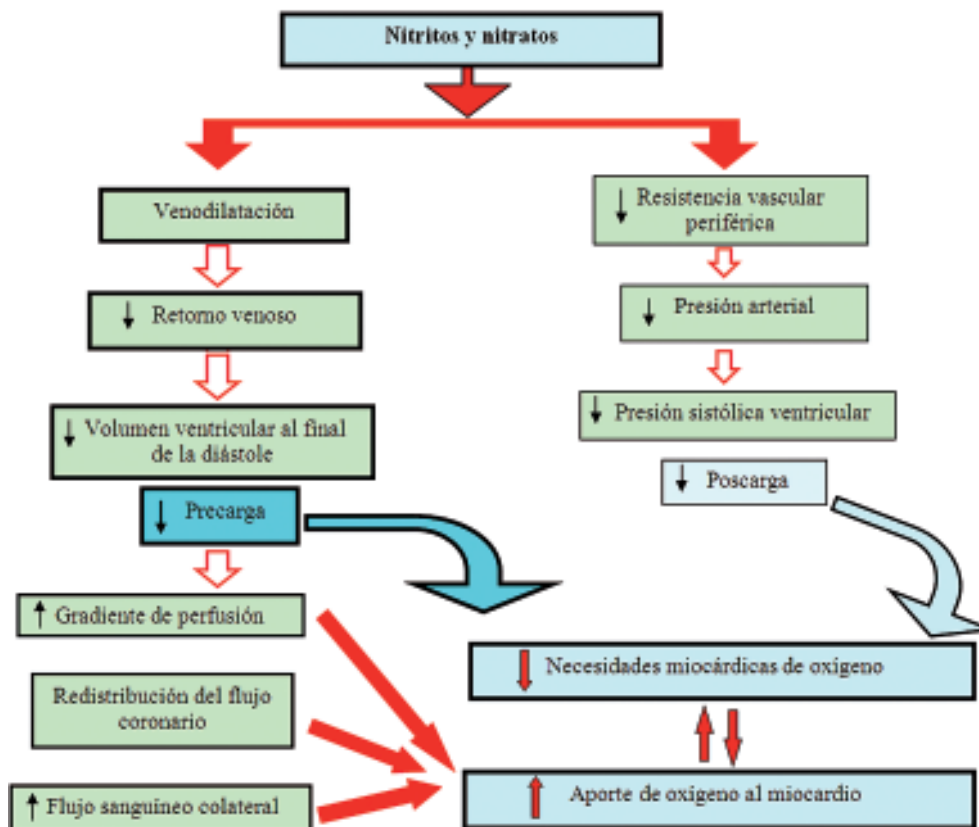 Nitritos y nitratos
Venodilatación
↓ Resistencia vascular
periférica
↓ Retorno venoso
↓ Presión arterial
↓ Volumen ventricular al final
de la diástole
↓ Presión sistólica ventricular
↓ Precarga
↓ Poscarga
↑ Gradiente de perfusión
↓ Necesidades miocárdicas de oxígeno
Redistribución del flujo
coronario
↑ Flujo sanguíneo colateral
↑ Aporte de oxígeno al miocardio